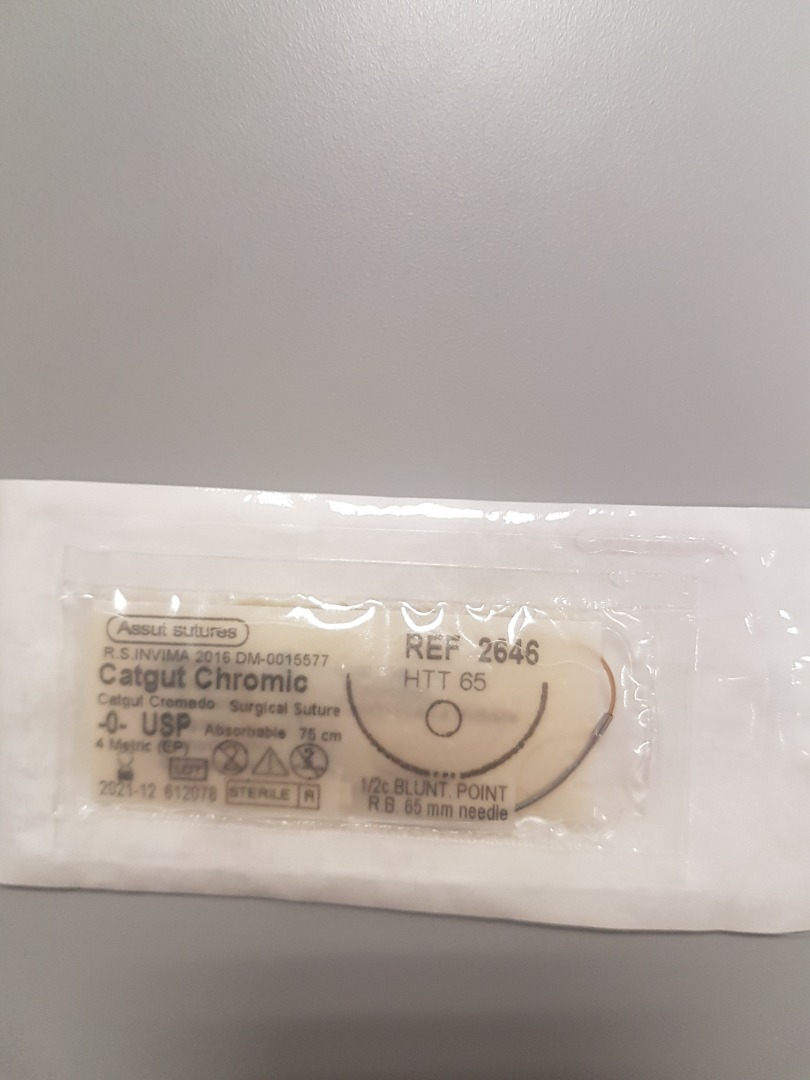 Assut sutures
R.S.INVIMA 2016 DM-0015577
Catgut Chromic
Catgut Cromado Surgical Suture
-0- USP Absorbable 75 cm
4 Metric (EP)
LOT
2021-12 612078 STERILE R
REF 2646
HTT 65
1/2c.BLUNT. POINT
R.B. 65 mm needle